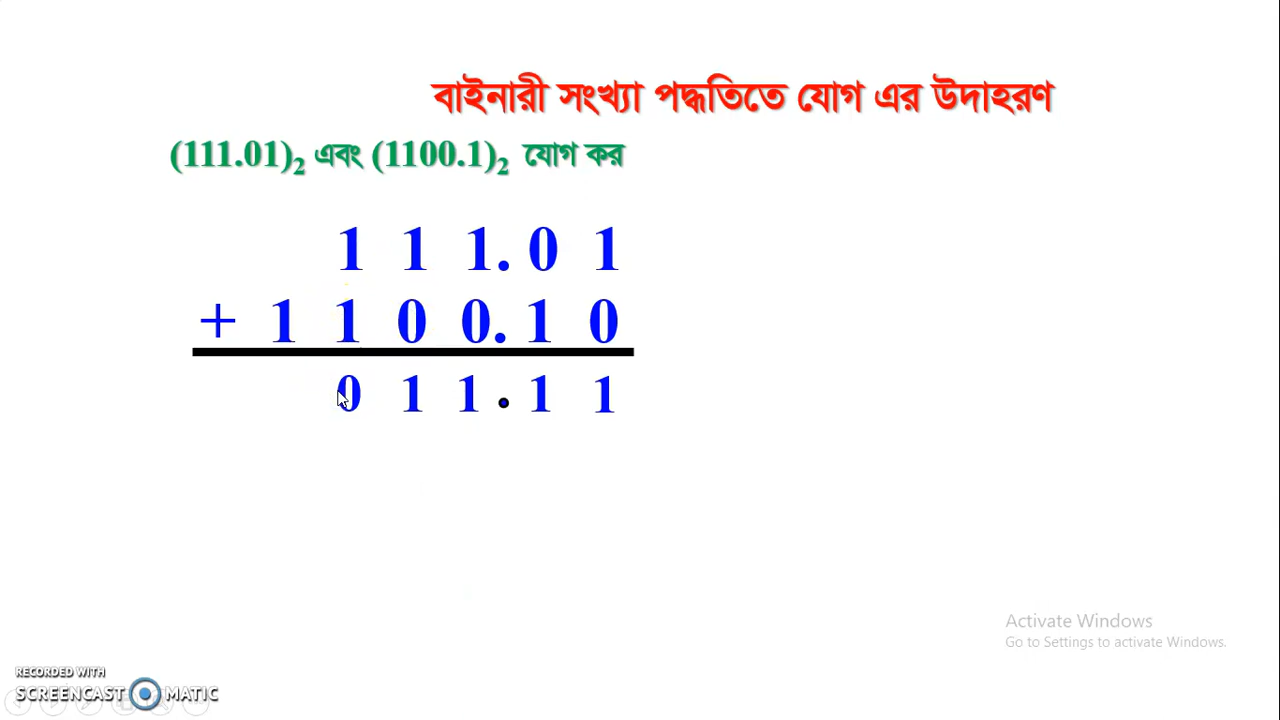 বাইনারী সংখ্যা পদ্ধতিতে যোগ এর উদাহরণ
(111.01)₂ এবং (1100.1)₂ যোগ কর
1 1 1. 0 1
+ 1 1 0 0. 1 0
0 1 1 . 1 1
Activate Windows
Go to Settings to activate Windows.
RECORDED WITH
SCREENCAST MATIC